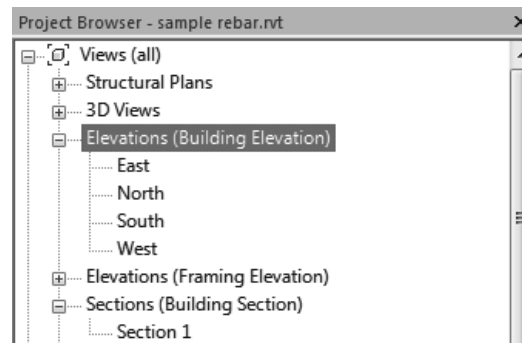 Project Browser - sample rebar.rvt
Views (all)
Structural Plans
3D Views
Elevations (Building Elevation)
East
North
South
West
Elevations (Framing Elevation)
Sections (Building Section)
Section 1